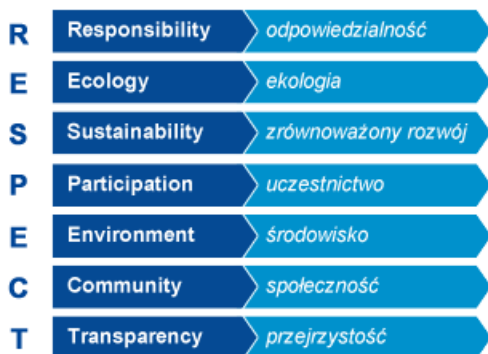 R Responsibility odpowiedzialność
E Ecology ekologia
S Sustainability zrównoważony rozwój
P Participation uczestnictwo
E Environment środowisko
C Community społeczność
T Transparency przejrzystość